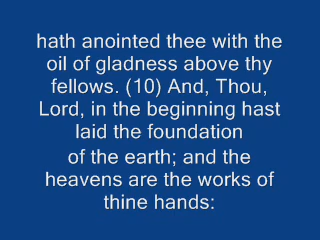 hath anointed thee with the
oil of gladness above thy
fellows. (10) And, Thou,
Lord, in the beginning hast
laid the foundation
of the earth; and the
heavens are the works of
thine hands: